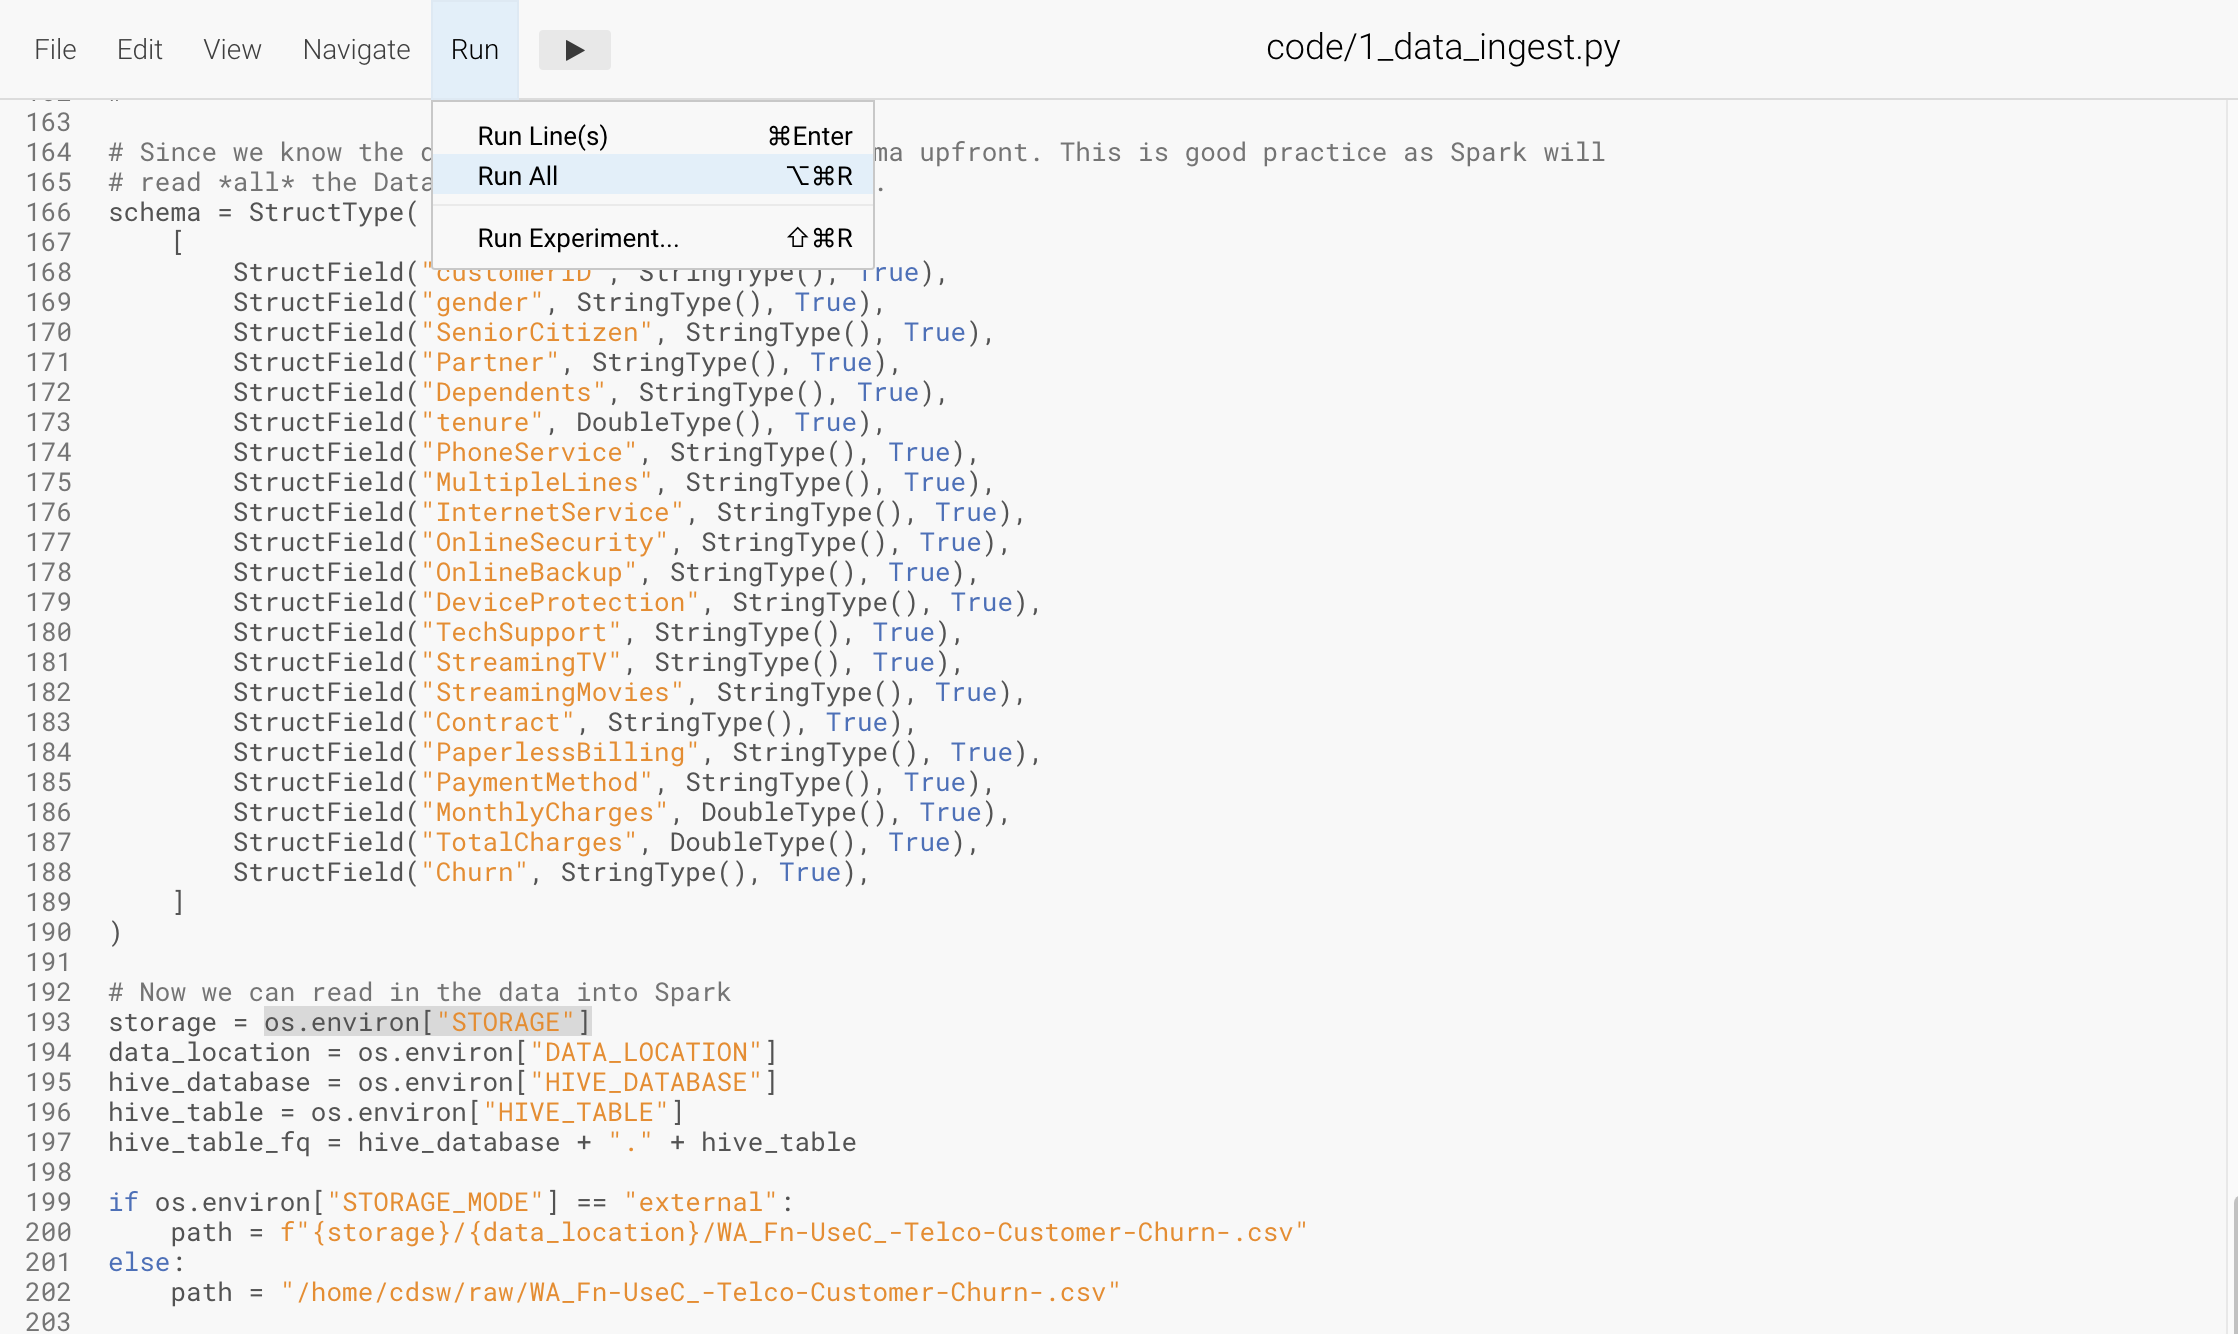 File Edit View Navigate Run code/1_data_ingest.py
Run Line(s) ⌘Enter
Run All ⌥⌘R
Run Experiment... ⇧⌘R
163
164 # Since we know the ma upfront. This is good practice as Spark will
165 # read *all* the Data .
166 schema = StructType(
167 [
168 StructField("customerID", StringType(), True),
169 StructField("gender", StringType(), True),
170 StructField("SeniorCitizen", StringType(), True),
171 StructField("Partner", StringType(), True),
172 StructField("Dependents", StringType(), True),
173 StructField("tenure", DoubleType(), True),
174 StructField("PhoneService", StringType(), True),
175 StructField("MultipleLines", StringType(), True),
176 StructField("InternetService", StringType(), True),
177 StructField("OnlineSecurity", StringType(), True),
178 StructField("OnlineBackup", StringType(), True),
179 StructField("DeviceProtection", StringType(), True),
180 StructField("TechSupport", StringType(), True),
181 StructField("StreamingTV", StringType(), True),
182 StructField("StreamingMovies", StringType(), True),
183 StructField("Contract", StringType(), True),
184 StructField("PaperlessBilling", StringType(), True),
185 StructField("PaymentMethod", StringType(), True),
186 StructField("MonthlyCharges", DoubleType(), True),
187 StructField("TotalCharges", DoubleType(), True),
188 StructField("Churn", StringType(), True),
189 ]
190 )
191
192 # Now we can read in the data into Spark
193 storage = os.environ["STORAGE"]
194 data_location = os.environ["DATA_LOCATION"]
195 hive_database = os.environ["HIVE_DATABASE"]
196 hive_table = os.environ["HIVE_TABLE"]
197 hive_table_fq = hive_database + "." + hive_table
198
199 if os.environ["STORAGE_MODE"] == "external":
200 path = f"{storage}/{data_location}/WA_Fn-UseC_-Telco-Customer-Churn-.csv"
201 else:
202 path = "/home/cdsw/raw/WA_Fn-UseC_-Telco-Customer-Churn-.csv"
203